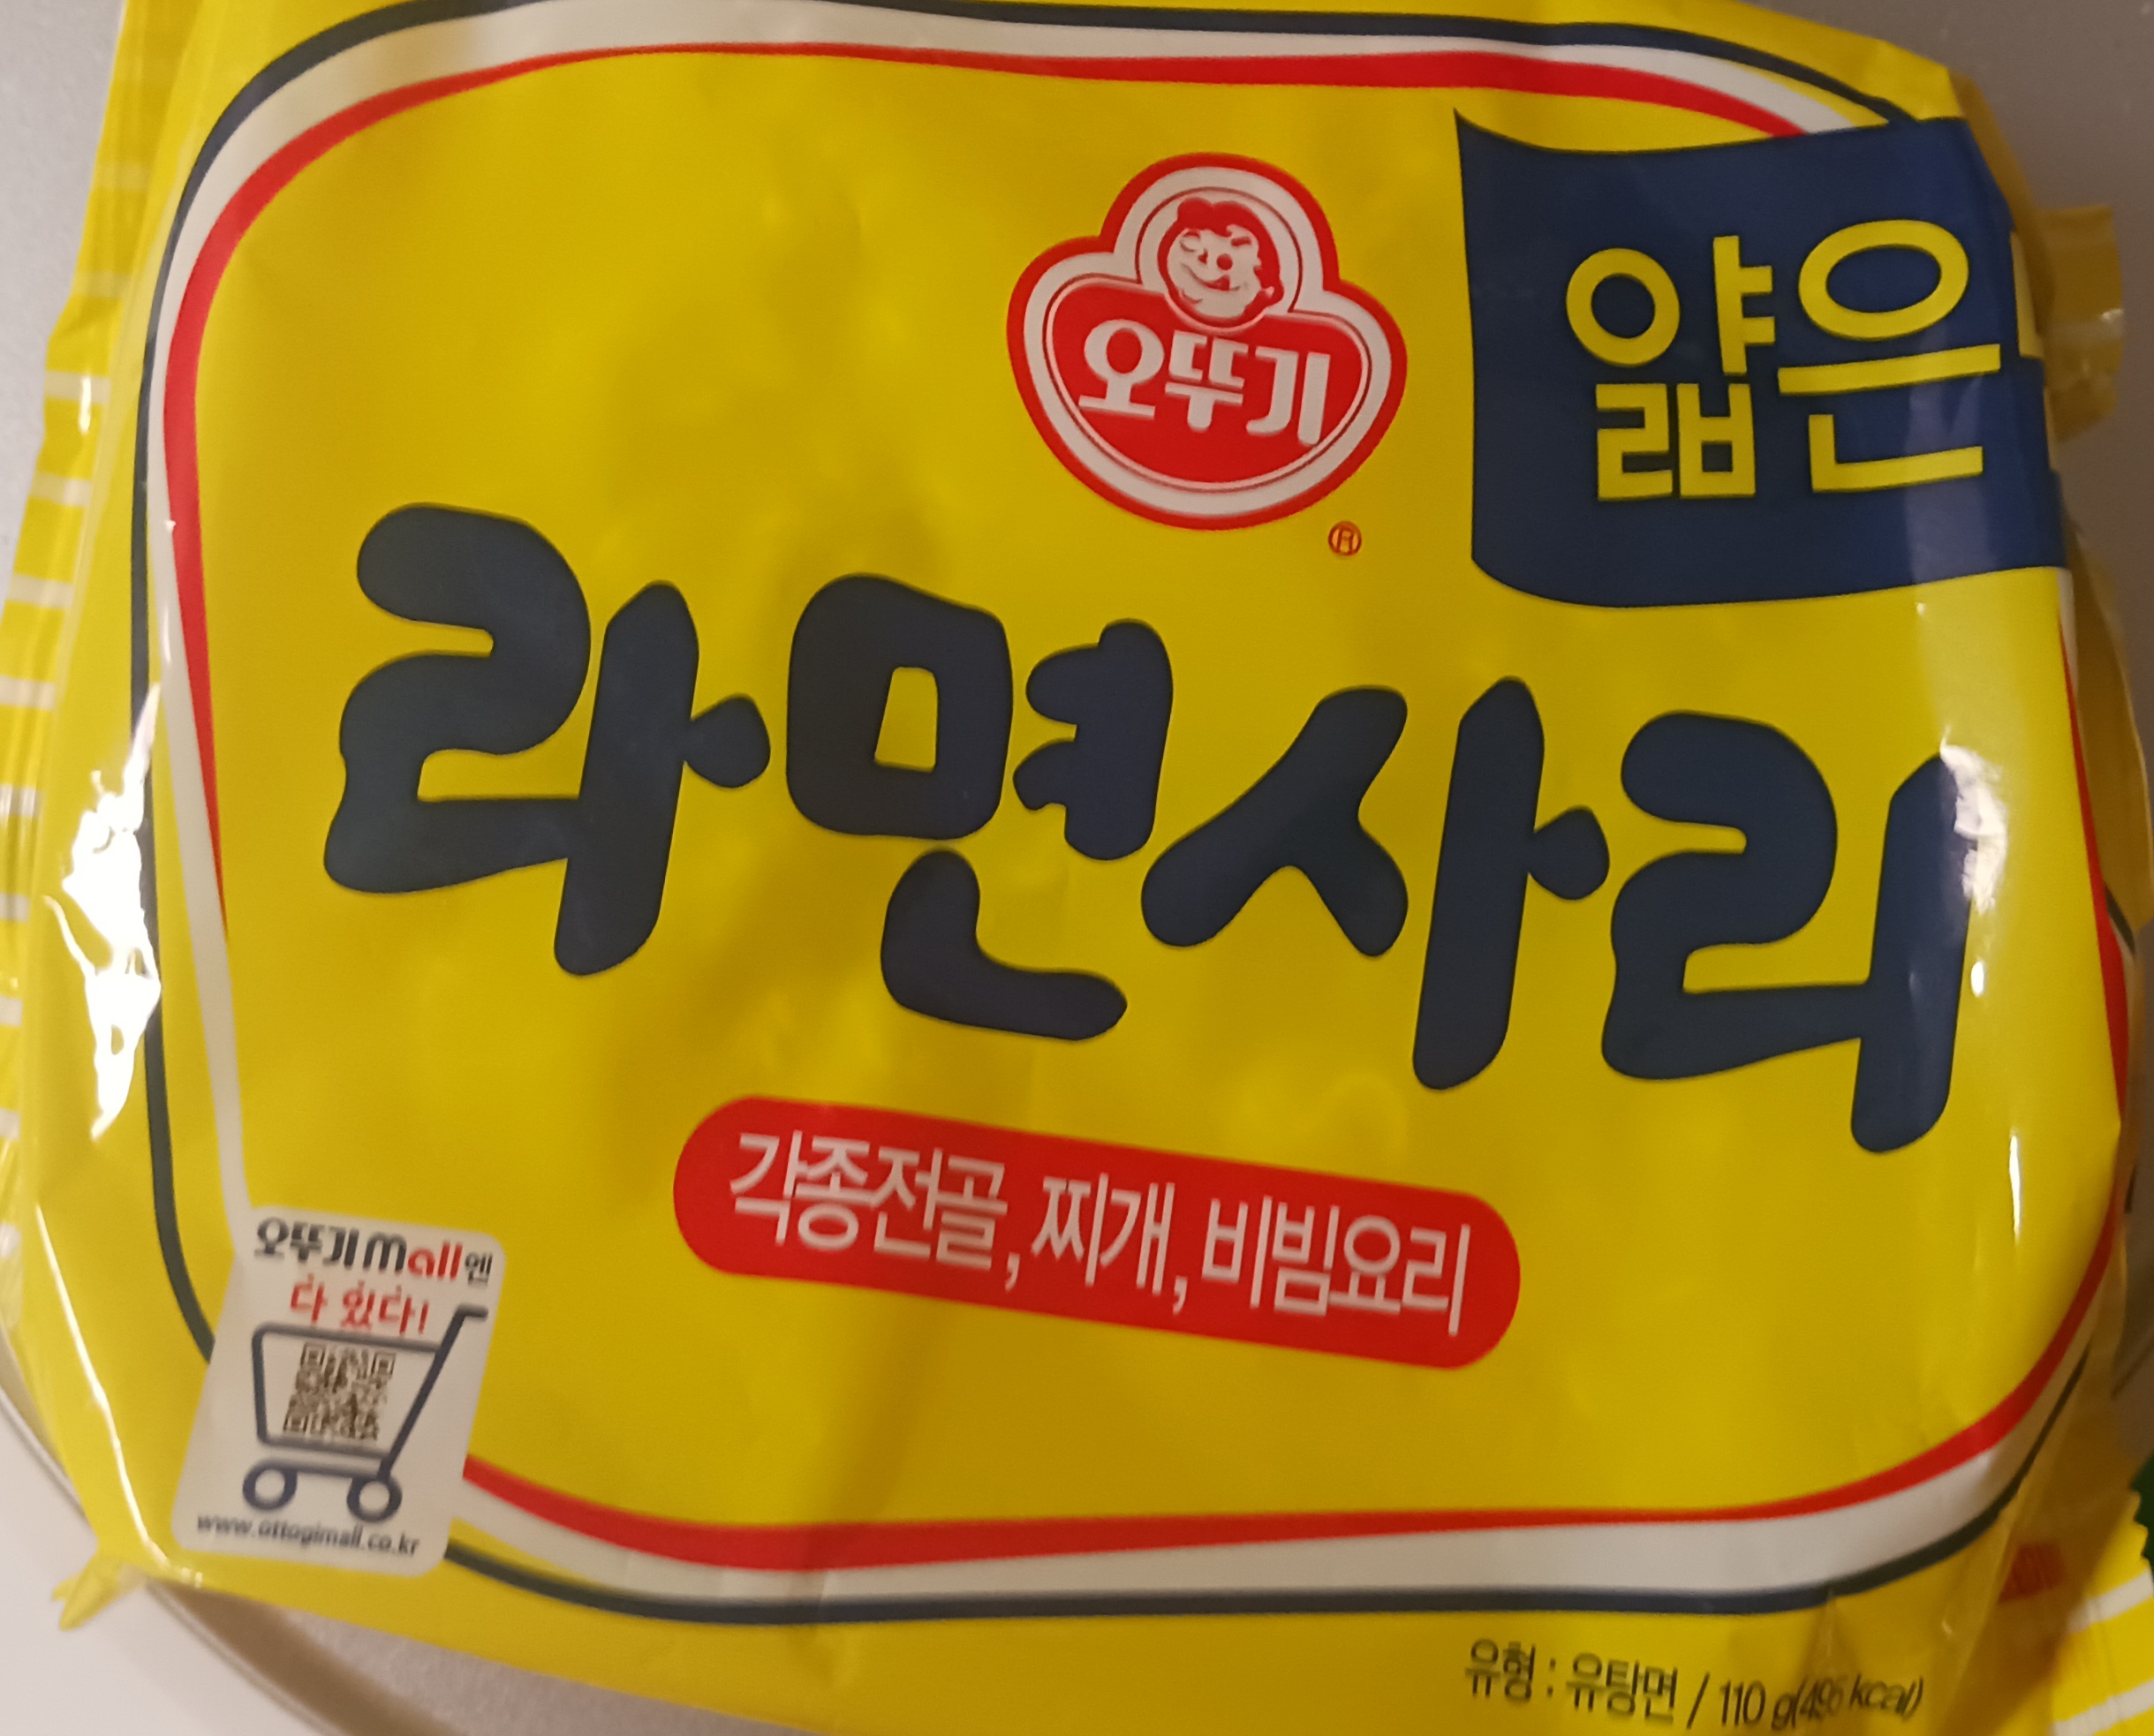 얇은
오뚜기
®
라면사리
각종전골, 찌개, 비빔요리
오뚜기mall엔
다 있다!
www.ottogimall.co.kr
유형 : 유탕면 / 110 g(495 kcal)